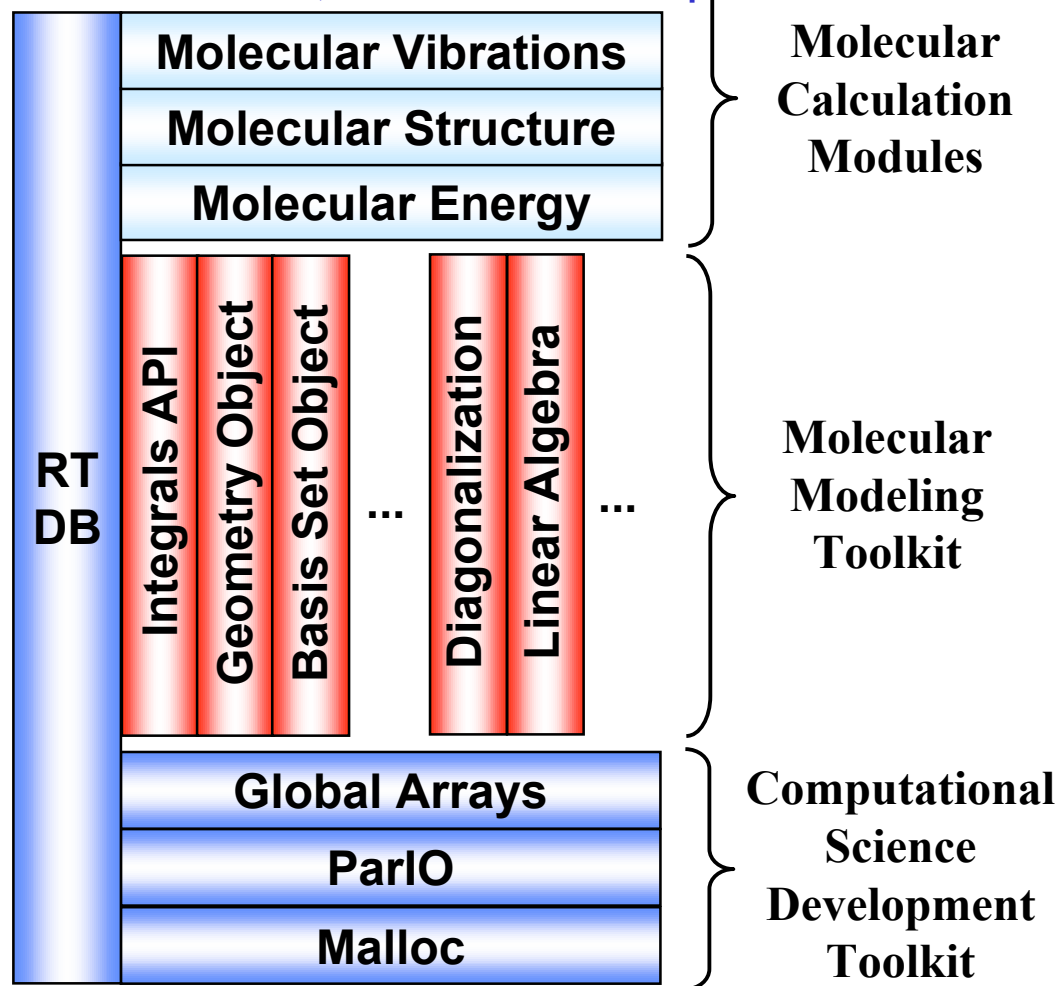 Molecular Vibrations
Molecular Structure
Molecular Energy
Molecular
Calculation
Modules
RT
DB
Integrals API
Geometry Object
Basis Set Object
...
Diagonalization
Linear Algebra
...
Molecular
Modeling
Toolkit
Global Arrays
ParIO
Malloc
Computational
Science
Development
Toolkit